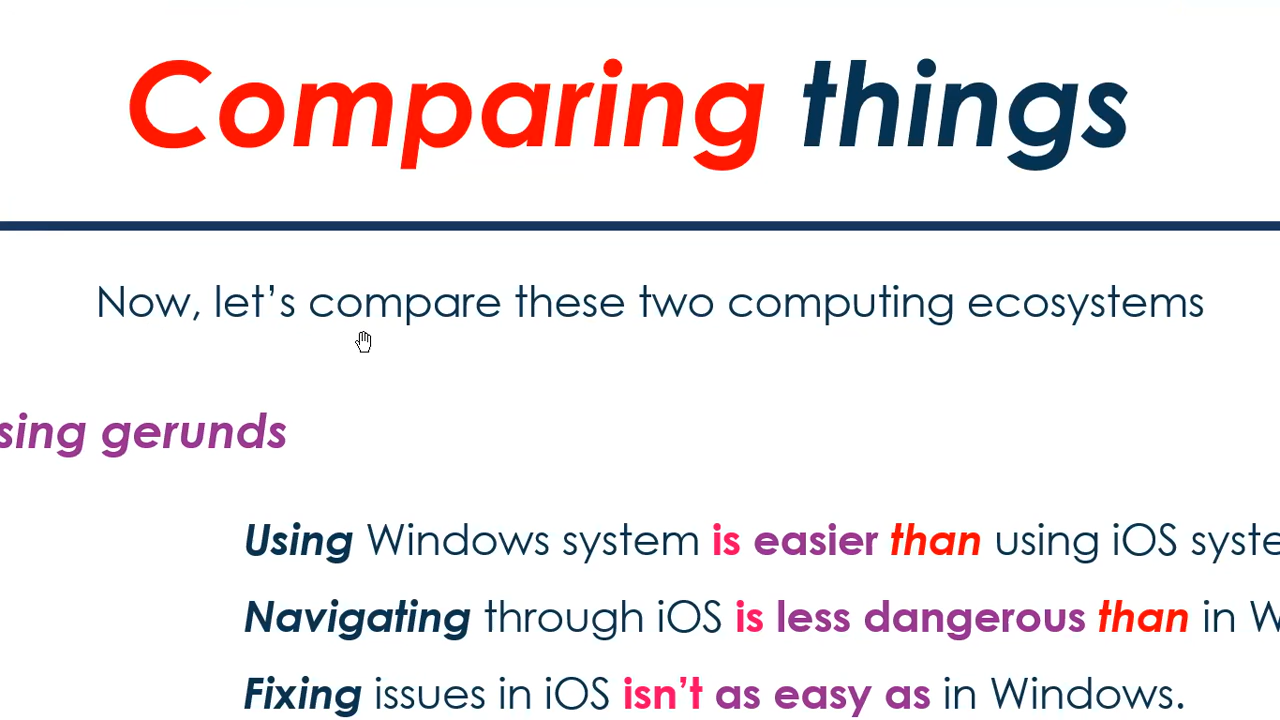 Comparing things
Now, let's compare these two computing ecosystems
sing gerunds
Using Windows system is easier than using iOS syste
Navigating through iOS is less dangerous than in W
Fixing issues in iOS isn't as easy as in Windows.